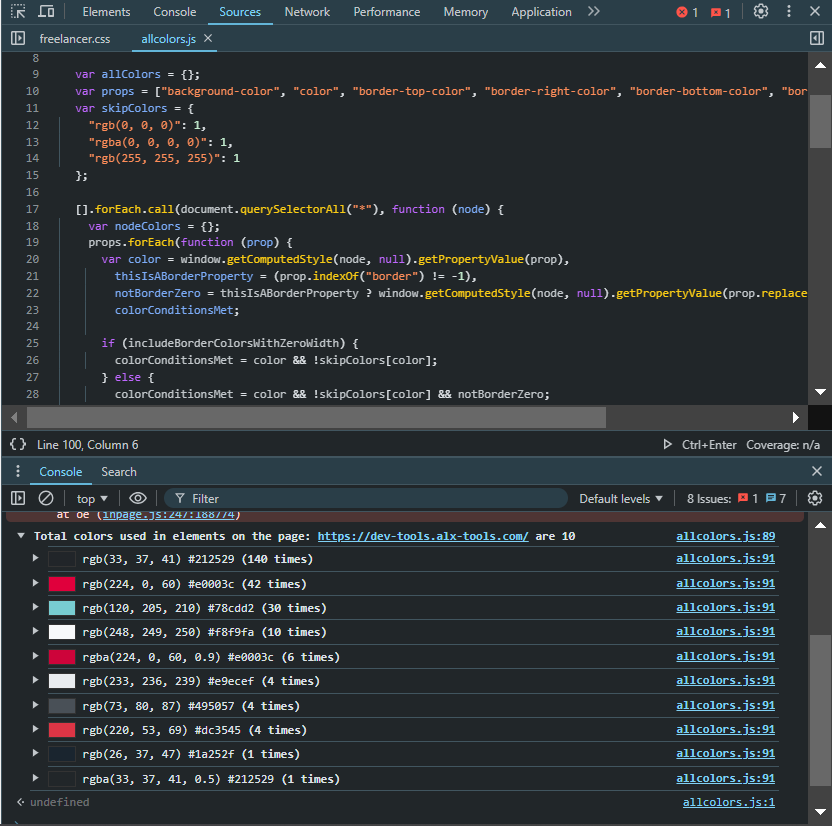 Elements Console Sources Network Performance Memory Application 1 1
freelancer.css allcolors.js
8
9 var allColors = {};
10 var props = ["background-color", "color", "border-top-color", "border-right-color", "border-bottom-color", "bor
11 var skipColors = {
12 "rgb(0, 0, 0)": 1,
13 "rgba(0, 0, 0, 0)": 1,
14 "rgb(255, 255, 255)": 1
15 };
16
17 [].forEach.call(document.querySelectorAll("*"), function (node) {
18 var nodeColors = {};
19 props.forEach(function (prop) {
20 var color = window.getComputedStyle(node, null).getPropertyValue(prop),
21 thisIsABorderProperty = (prop.indexOf("border") != -1),
22 notBorderZero = thisIsABorderProperty ? window.getComputedStyle(node, null).getPropertyValue(prop.replace
23 colorConditionsMet;
24
25 if (includeBorderColorsWithZeroWidth) {
26 colorConditionsMet = color && !skipColors[color];
27 } else {
28 colorConditionsMet = color && !skipColors[color] && notBorderZero;
{} Line 100, Column 6 Ctrl+Enter Coverage: n/a
Console Search
top Filter Default levels 8 Issues: 1 7
at oe (inpage.js:247:188774)
Total colors used in elements on the page: https://dev-tools.alx-tools.com/ are 10 allcolors.js:89
rgb(33, 37, 41) #212529 (140 times) allcolors.js:91
rgb(224, 0, 60) #e0003c (42 times) allcolors.js:91
rgb(120, 205, 210) #78cdd2 (30 times) allcolors.js:91
rgb(248, 249, 250) #f8f9fa (10 times) allcolors.js:91
rgba(224, 0, 60, 0.9) #e0003c (6 times) allcolors.js:91
rgb(233, 236, 239) #e9ecef (4 times) allcolors.js:91
rgb(73, 80, 87) #495057 (4 times) allcolors.js:91
rgb(220, 53, 69) #dc3545 (4 times) allcolors.js:91
rgb(26, 37, 47) #1a252f (1 times) allcolors.js:91
rgba(33, 37, 41, 0.5) #212529 (1 times) allcolors.js:91
undefined allcolors.js:1